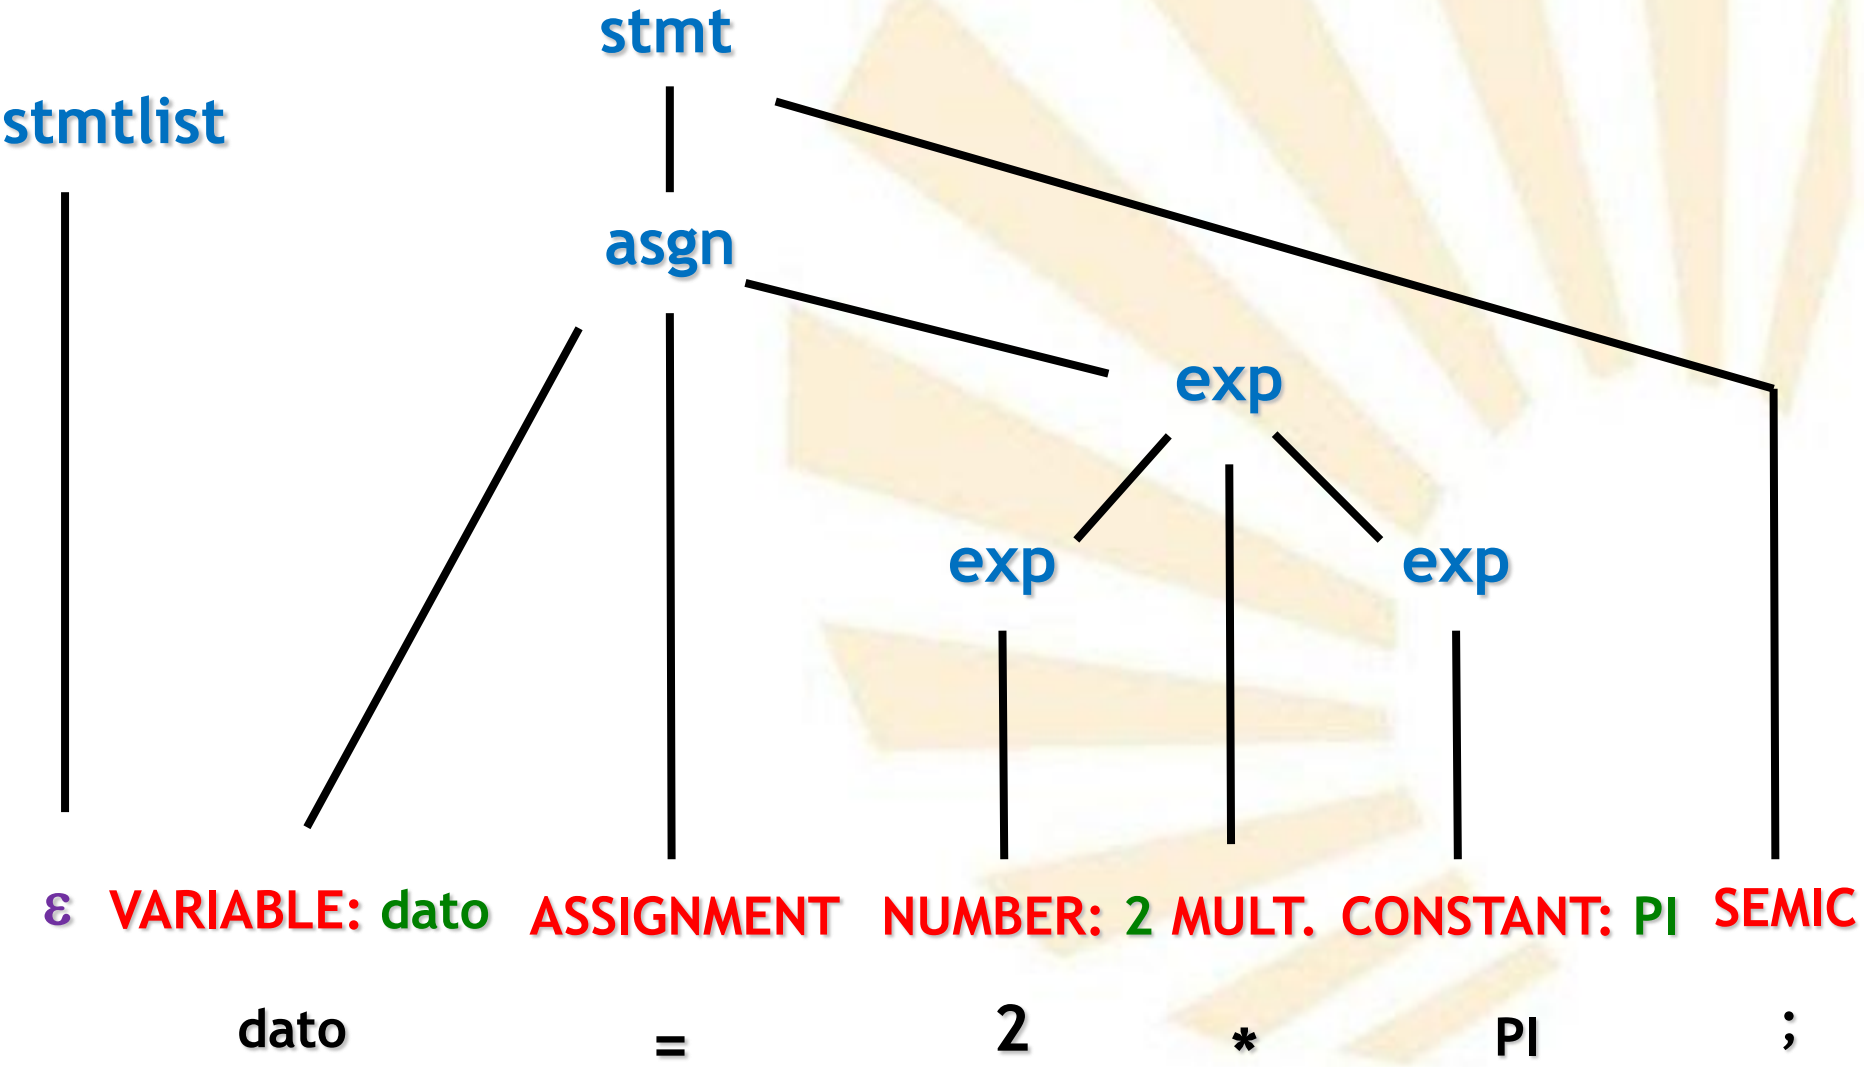 stmt
stmtlist
asgn
exp
exp exp
ε VARIABLE: dato ASSIGNMENT NUMBER: 2 MULT. CONSTANT: PI SEMIC
dato = 2 * PI ;